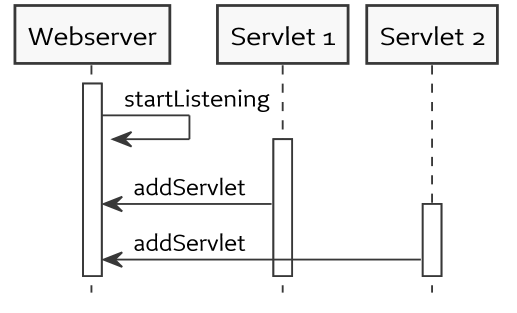 Webserver
Servlet 1
Servlet 2
startListening
addServlet
addServlet